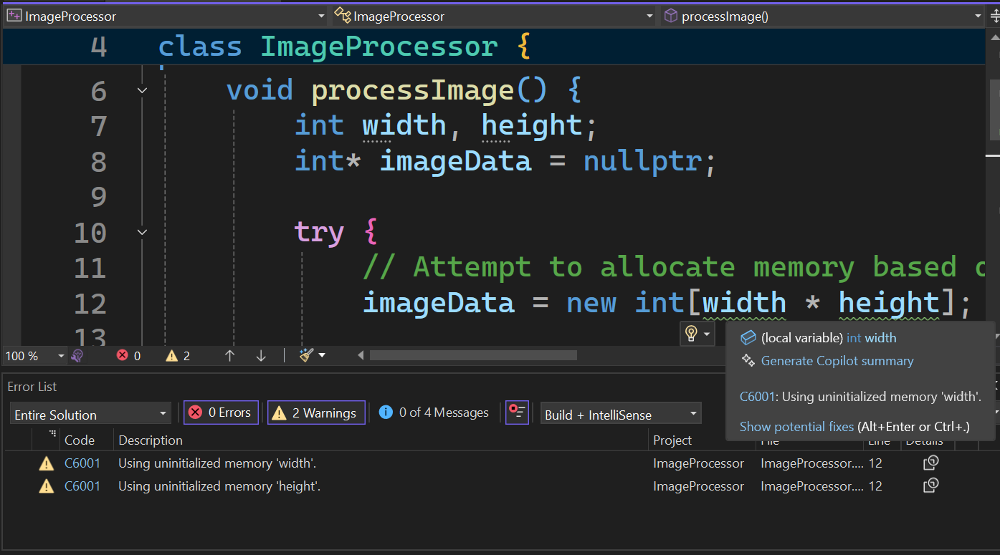 ImageProcessor ImageProcessor processImage()
4 class ImageProcessor {
6 void processImage() {
7 int width, height;
8 int* imageData = nullptr;
9
10 try {
11 // Attempt to allocate memory based
12 imageData = new int[width * height];
13
(local variable) int width
Generate Copilot summary
C6001: Using uninitialized memory 'width'.
Show potential fixes (Alt+Enter or Ctrl+.)
100 % 0 2
Error List
Entire Solution 0 Errors 2 Warnings 0 of 4 Messages Build + IntelliSense
Code Description Project File Line Details
C6001 Using uninitialized memory 'width'. ImageProcessor ImageProcessor.... 12
C6001 Using uninitialized memory 'height'. ImageProcessor ImageProcessor.... 12